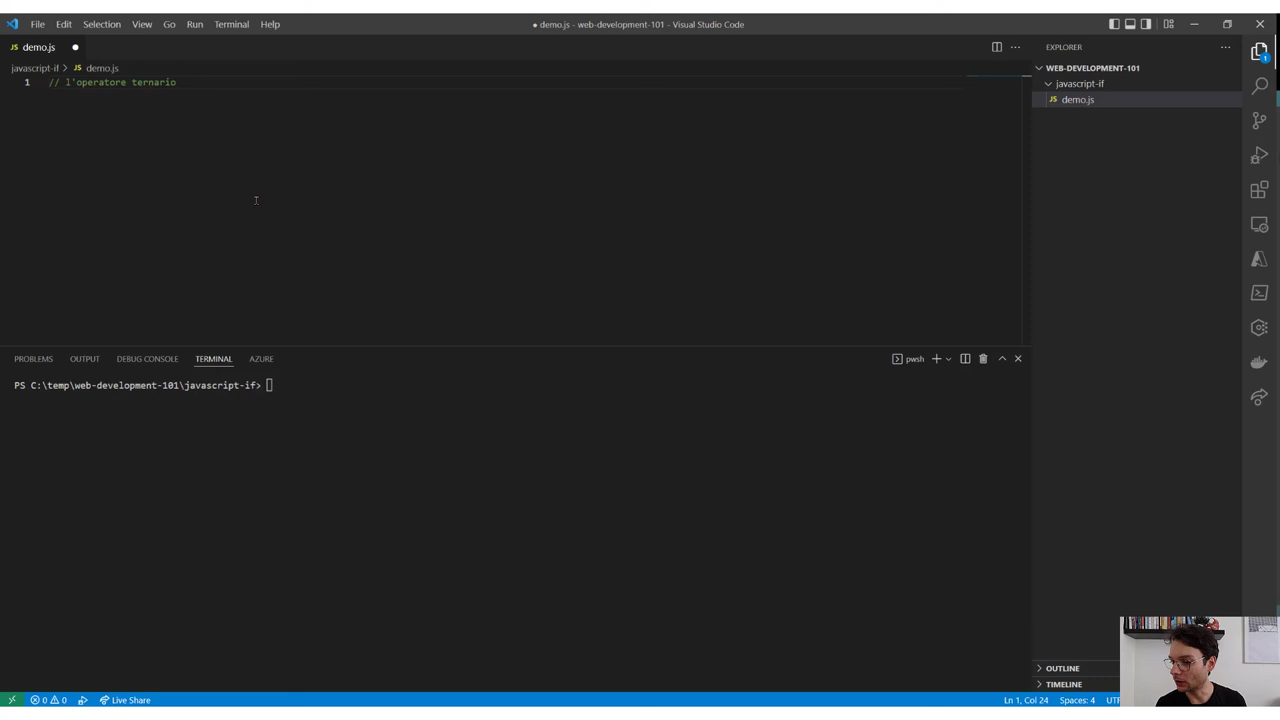 File Edit Selection View Go Run Terminal Help
● demo.js - web-development-101 - Visual Studio Code
JS demo.js ●
javascript-if > JS demo.js
1 // l'operatore ternario
EXPLORER
WEB-DEVELOPMENT-101
javascript-if
JS demo.js
1
PROBLEMS OUTPUT DEBUG CONSOLE TERMINAL AZURE
pwsh
PS C:\temp\web-development-101\javascript-if>
OUTLINE
TIMELINE
0 0 Live Share
Ln 1, Col 24 Spaces: 4